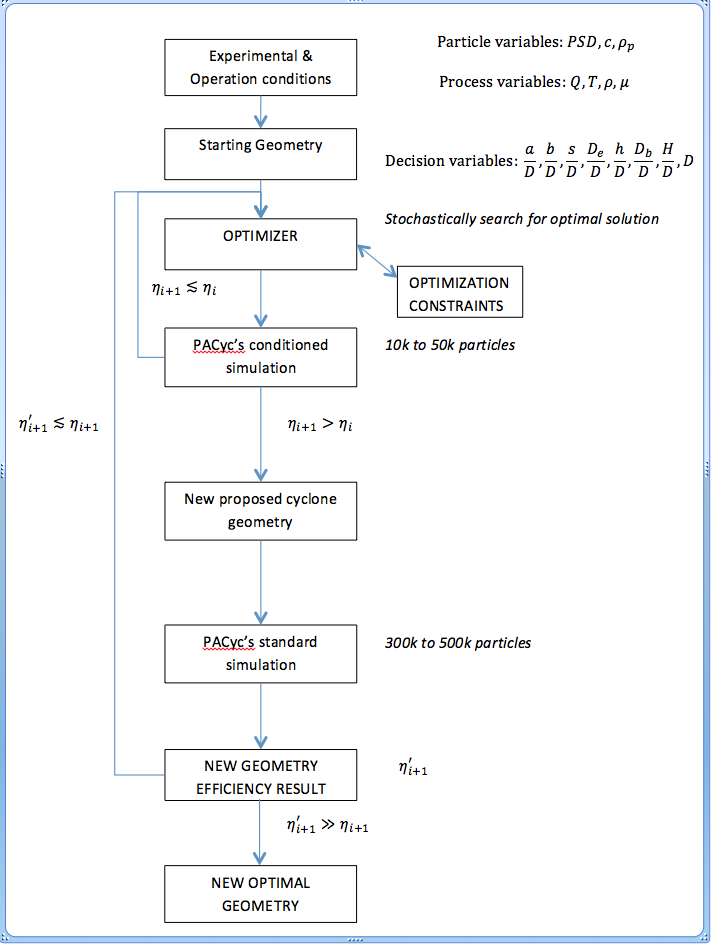 Experimental &
Operation conditions
Particle variables: PSD, c, ρₚ
Process variables: Q, T, ρ, μ
Starting Geometry
Decision variables: a/D, b/D, s/D, Dₑ/D, h/D, D_b/D, H/D, D
Stochastically search for optimal solution
OPTIMIZER
OPTIMIZATION
CONSTRAINTS
ηᵢ₊₁ ≲ ηᵢ
PACyc's conditioned
simulation
10k to 50k particles
η′ᵢ₊₁ ≲ ηᵢ₊₁
ηᵢ₊₁ > ηᵢ
New proposed cyclone
geometry
PACyc's standard
simulation
300k to 500k particles
NEW GEOMETRY
EFFICIENCY RESULT
η′ᵢ₊₁
η′ᵢ₊₁ ≫ ηᵢ₊₁
NEW OPTIMAL
GEOMETRY